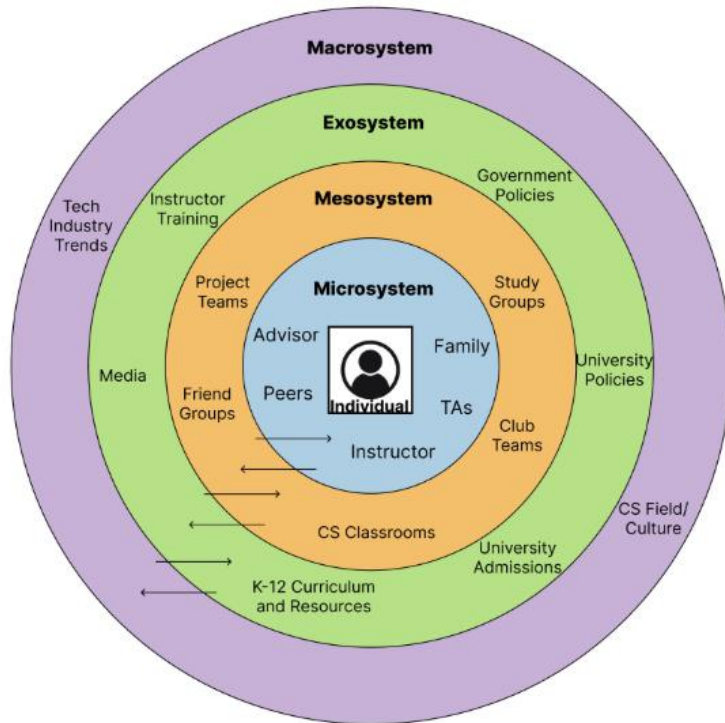 Macrosystem
Exosystem
Government
Policies
Instructor
Training
Mesosystem
Tech
Industry
Trends
Project
Teams
Microsystem
Study
Groups
Advisor
Family
University
Policies
Media
Peers
Individual
TAs
Friend
Groups
Club
Teams
Instructor
CS Field/
Culture
CS Classrooms
University
Admissions
K-12 Curriculum
and Resources